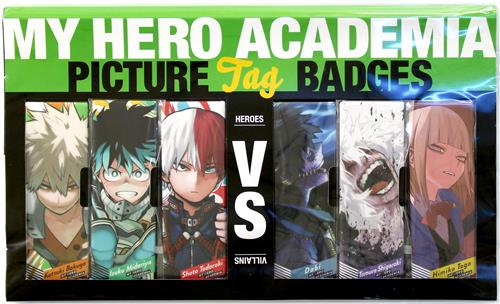 MY HERO ACADEMIA
PICTURE Tag BADGES
HEROES
VS
VILLAINS
Katsuki Bakugo
Izuku Midoriya
Shoto Todoroki
Dabi
Tomura Shigaraki
Himiko Toga